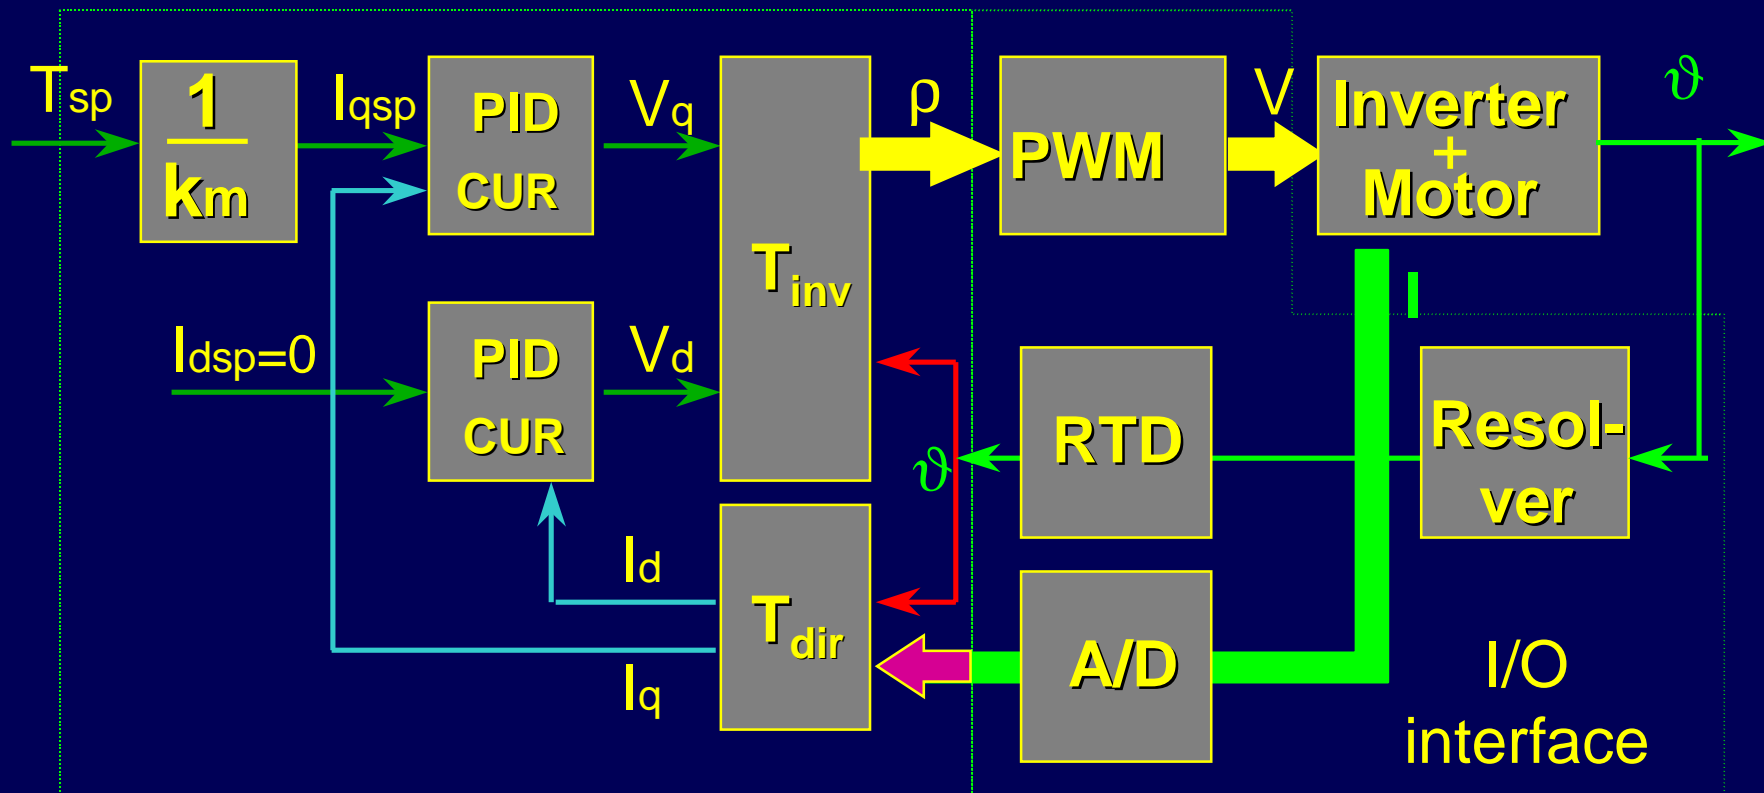 Tsp
1
km
Iqsp
PID
CUR
Vq
Tinv
ρ
PWM
V
Inverter
+
Motor
ϑ
Idsp=0
PID
CUR
Vd
I
ϑ
RTD
Resol-
ver
Id
Iq
Tdir
A/D
I/O
interface